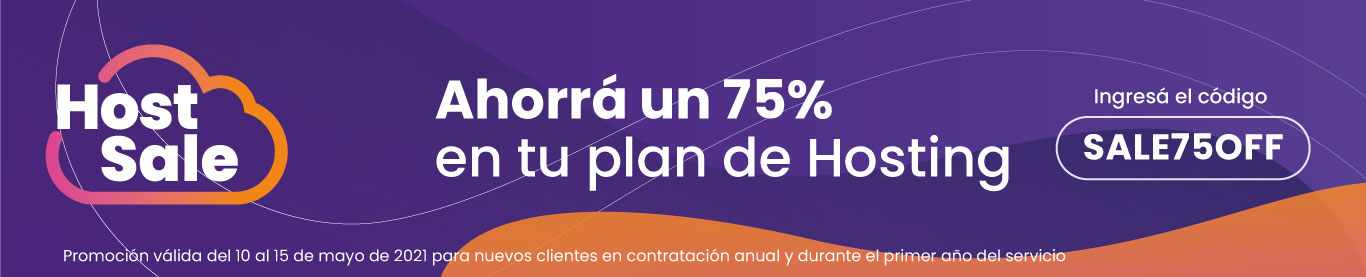 Host
Sale
Ahorrá un 75%
en tu plan de Hosting
Ingresá el código
SALE75OFF
Promoción válida del 10 al 15 de mayo de 2021 para nuevos clientes en contratación anual y durante el primer año del servicio